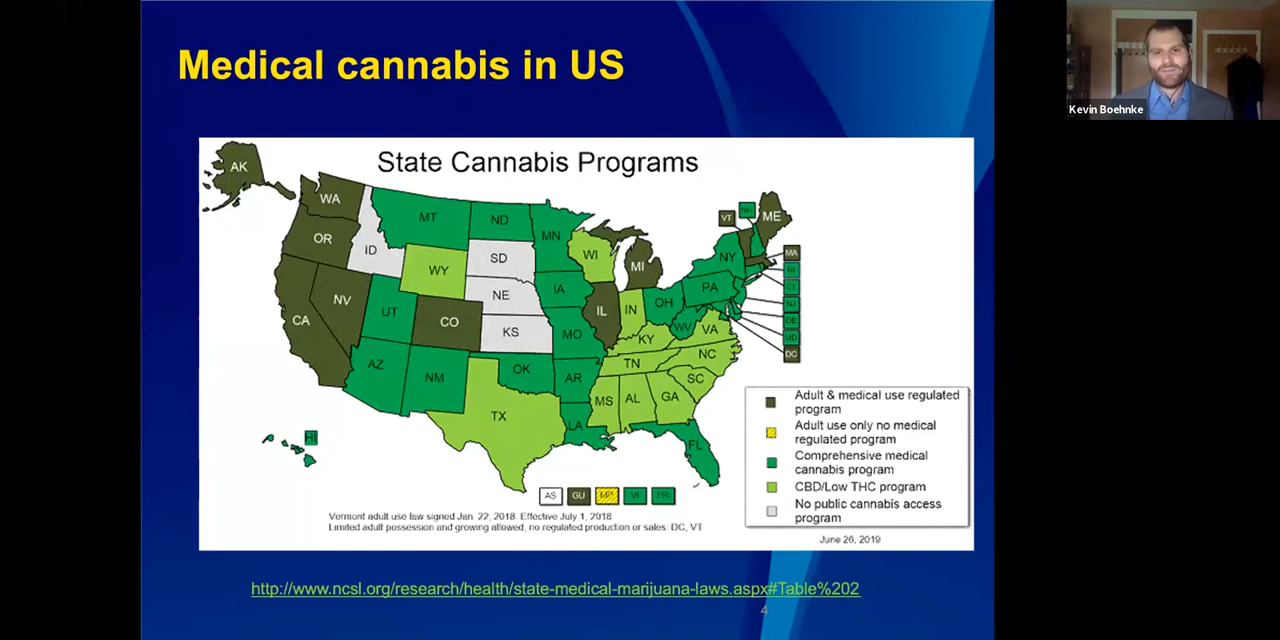 Medical cannabis in US
Kevin Boehnke
State Cannabis Programs
AK
WA
OR
ID
MT
ND
MN
SD
WY
WI
MI
VT
ME
NY
MA
RI
CT
NJ
DE
MD
DC
CA
NV
UT
CO
NE
KS
IA
IL
IN
OH
PA
WV
VA
KY
MO
AZ
NM
OK
AR
TN
NC
SC
MS
AL
GA
TX
LA
FL
HI
AS
GU
MP
VI
PR
Adult & medical use regulated
program
Adult use only no medical
regulated program
Comprehensive medical
cannabis program
CBD/Low THC program
No public cannabis access
program
Vermont adult use law signed Jan. 22, 2018. Effective July 1, 2018
Limited adult possession and growing allowed, no regulated production or sales: DC, VT
June 26, 2019
http://www.ncsl.org/research/health/state-medical-marijuana-laws.aspx#Table%202
4